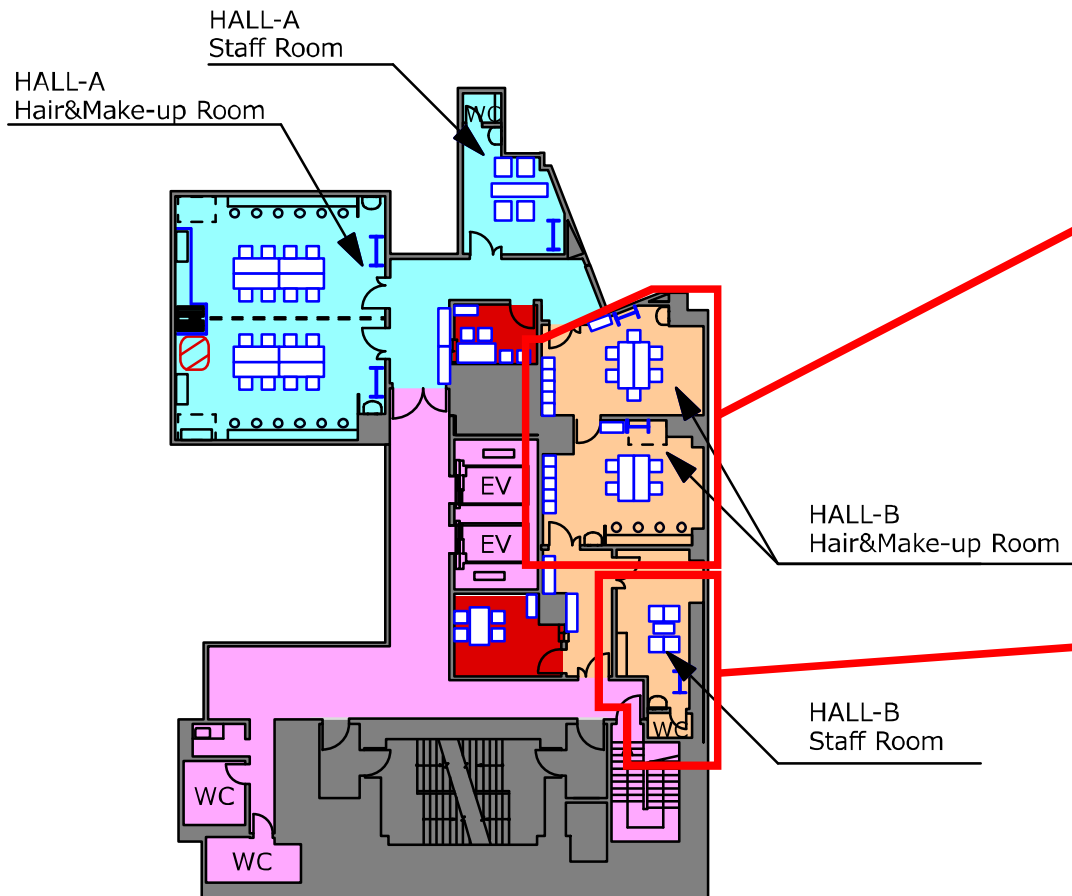 HALL-A
Staff Room
HALL-A
Hair&Make-up Room
WC
EV
EV
HALL-B
Hair&Make-up Room
HALL-B
Staff Room
WC
WC
WC